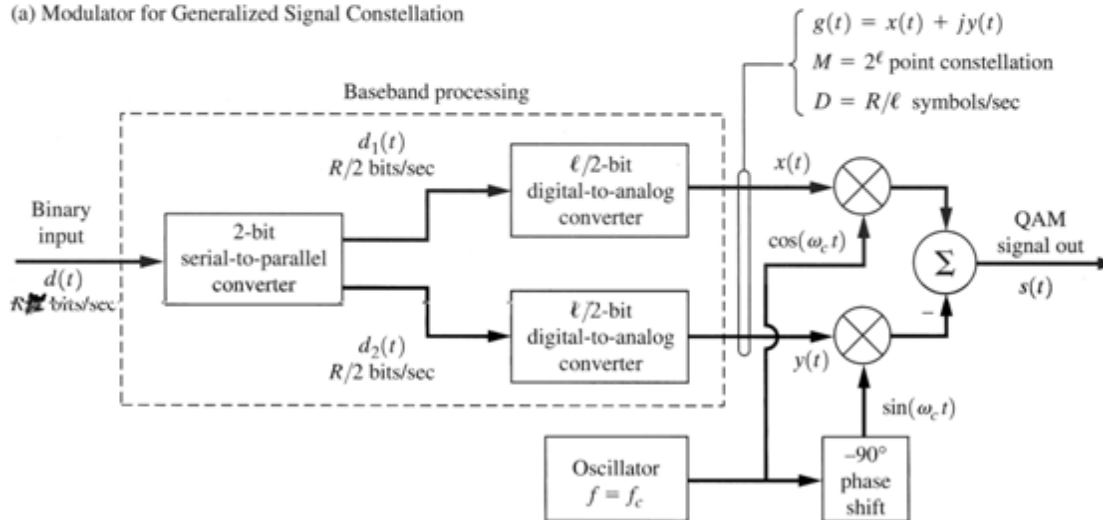 (a) Modulator for Generalized Signal Constellation
g(t) = x(t) + jy(t)
M = 2^ℓ point constellation
D = R/ℓ symbols/sec
Baseband processing
d₁(t)
R/2 bits/sec
ℓ/2-bit
digital-to-analog
converter
x(t)
Binary
input
d(t)
R bits/sec
2-bit
serial-to-parallel
converter
cos(ω_c t)
Σ
QAM
signal out
s(t)
−
d₂(t)
R/2 bits/sec
ℓ/2-bit
digital-to-analog
converter
y(t)
sin(ω_c t)
Oscillator
f = f_c
–90°
phase
shift